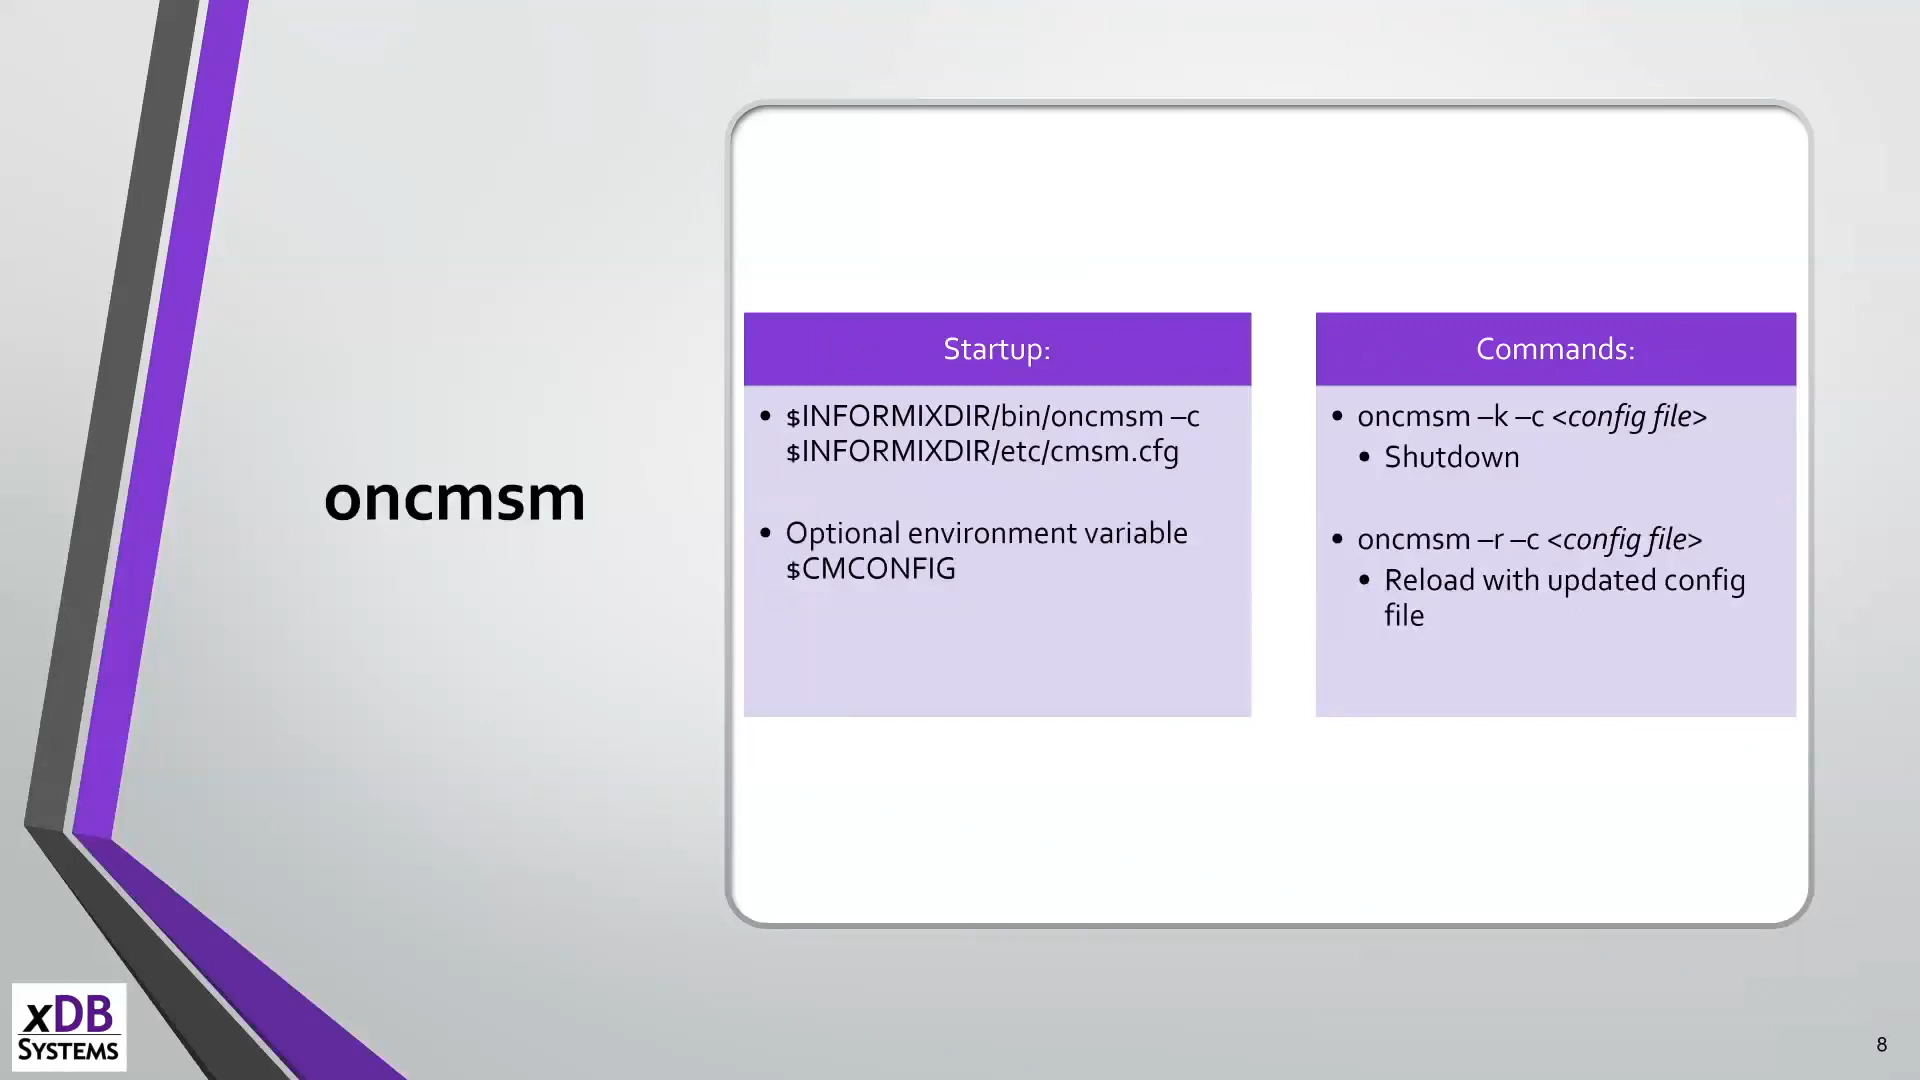 oncmsm
Startup:
• $INFORMIXDIR/bin/oncmsm –c
$INFORMIXDIR/etc/cmsm.cfg
• Optional environment variable
$CMCONFIG
Commands:
• oncmsm –k –c <config file>
• Shutdown
• oncmsm –r –c <config file>
• Reload with updated config
file
xDB
SYSTEMS
8